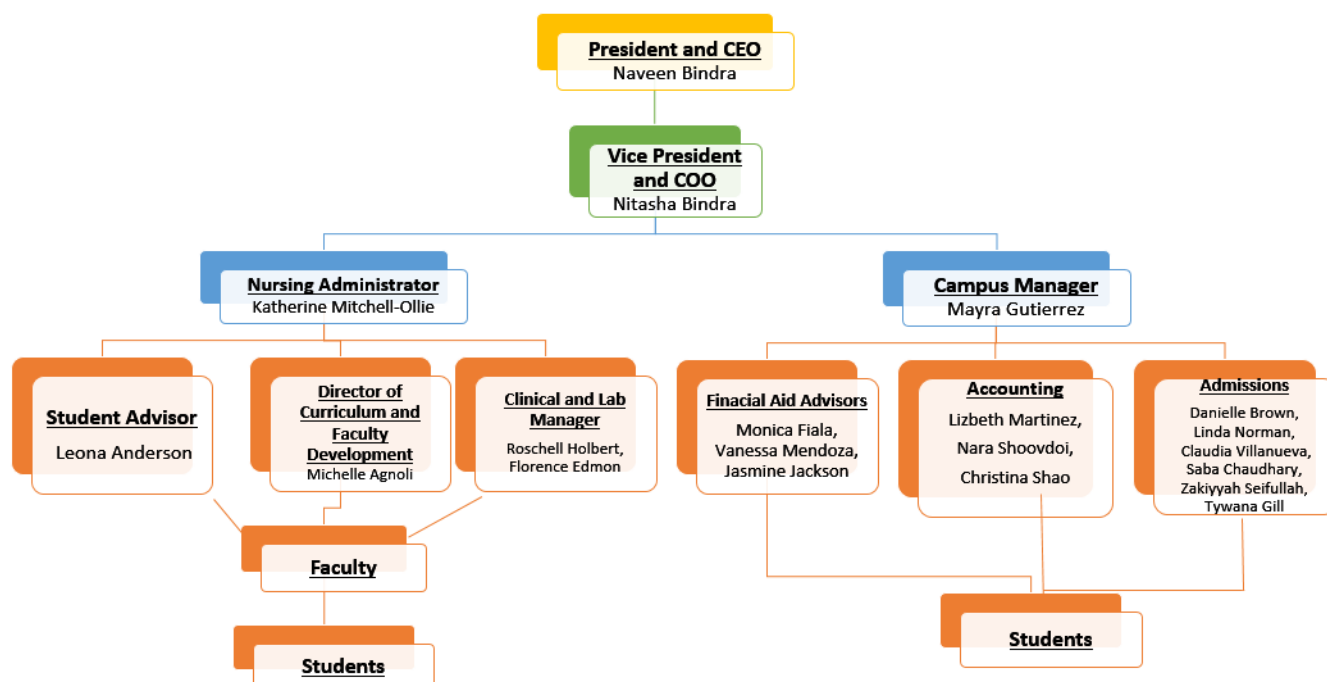 President and CEO
Naveen Bindra
Vice President
and COO
Nitasha Bindra
Nursing Administrator
Katherine Mitchell-Ollie
Campus Manager
Mayra Gutierrez
Student Advisor
Leona Anderson
Director of
Curriculum and
Faculty
Development
Michelle Agnoli
Clinical and Lab
Manager
Roschell Holbert,
Florence Edmon
Finacial Aid Advisors
Monica Fiala,
Vanessa Mendoza,
Jasmine Jackson
Accounting
Lizbeth Martinez,
Nara Shoovdoi,
Christina Shao
Admissions
Danielle Brown,
Linda Norman,
Claudia Villanueva,
Saba Chaudhary,
Zakiyyah Seifullah,
Tywana Gill
Faculty
Students
Students